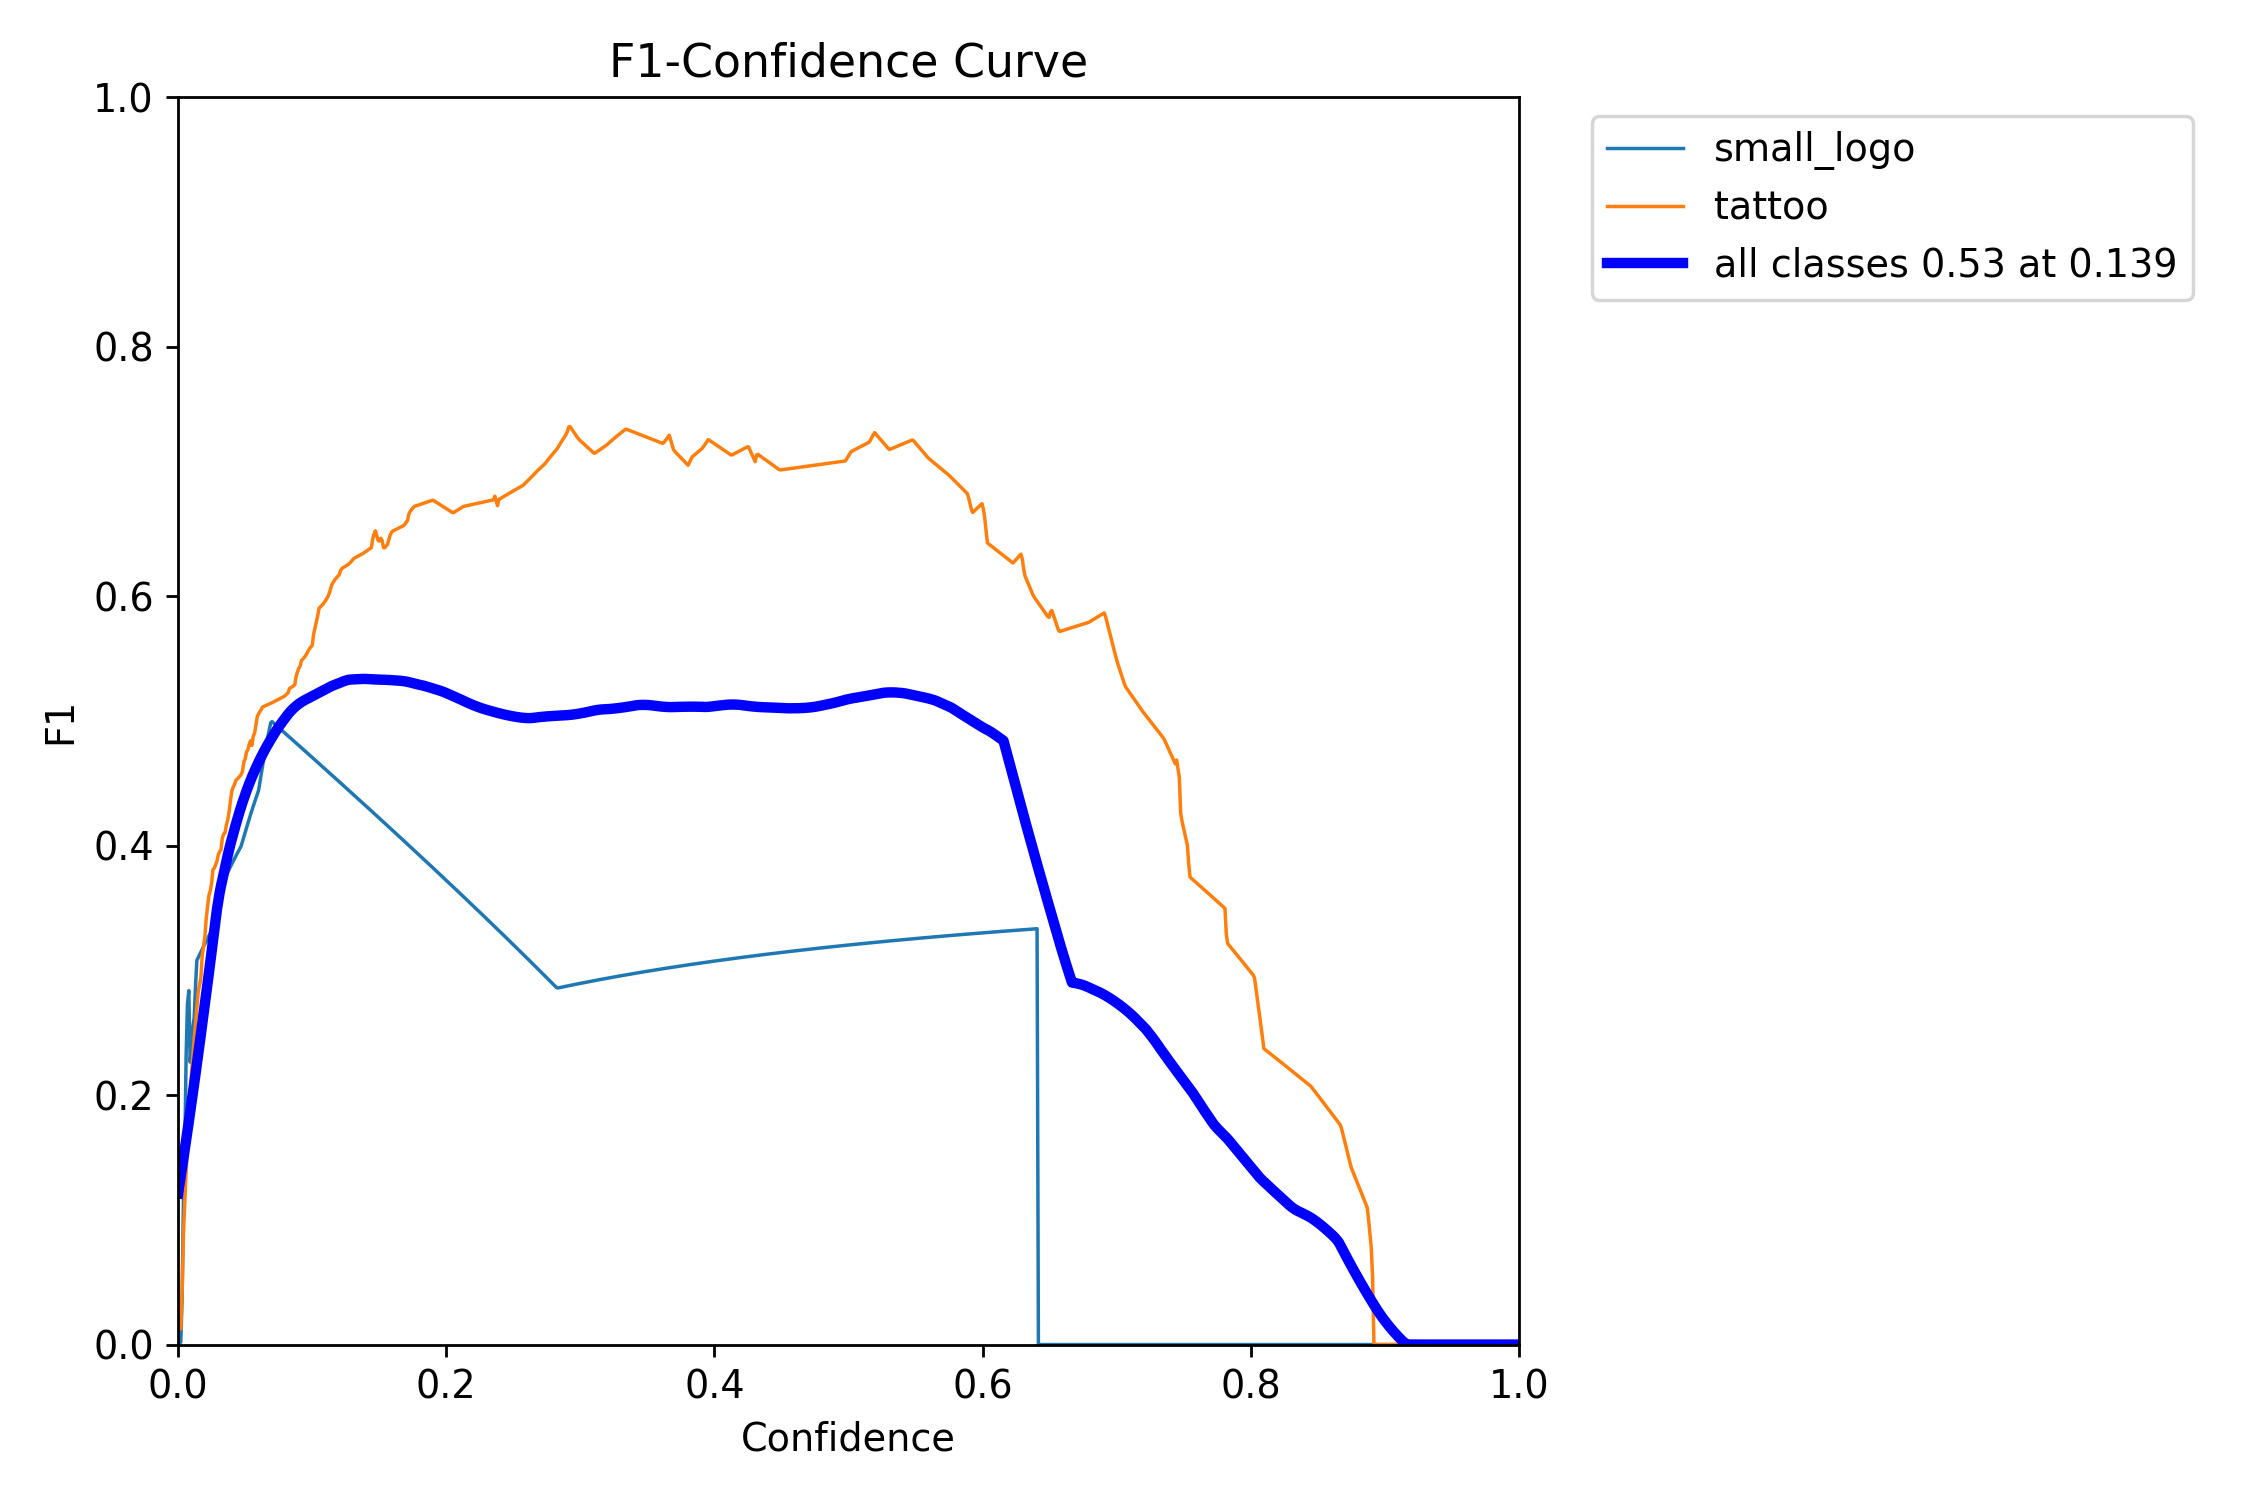 F1-Confidence Curve
1.0
0.8
0.6
0.4
0.2
0.0
F1
0.0 0.2 0.4 0.6 0.8 1.0
Confidence
small_logo
tattoo
all classes 0.53 at 0.139